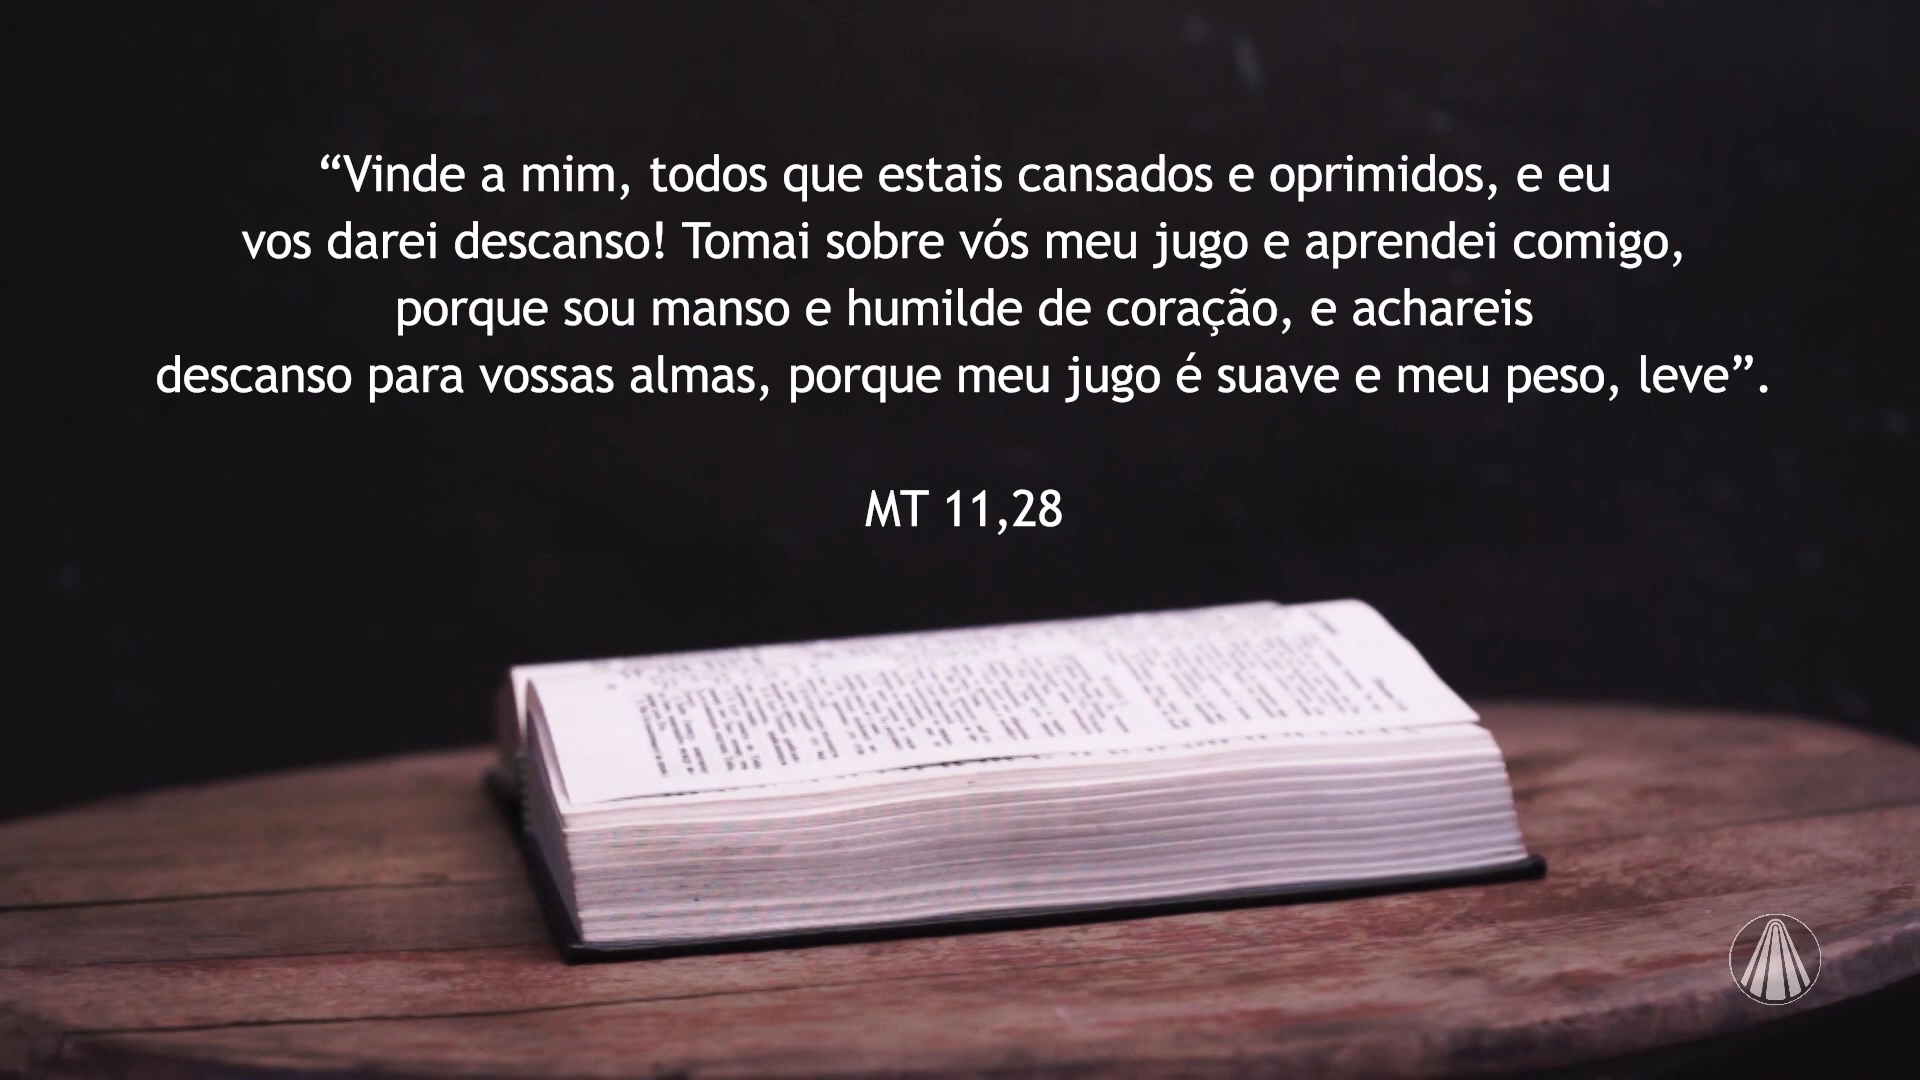 “Vinde a mim, todos que estais cansados e oprimidos, e eu
vos darei descanso! Tomai sobre vós meu jugo e aprendei comigo,
porque sou manso e humilde de coração, e achareis
descanso para vossas almas, porque meu jugo é suave e meu peso, leve”.
MT 11,28